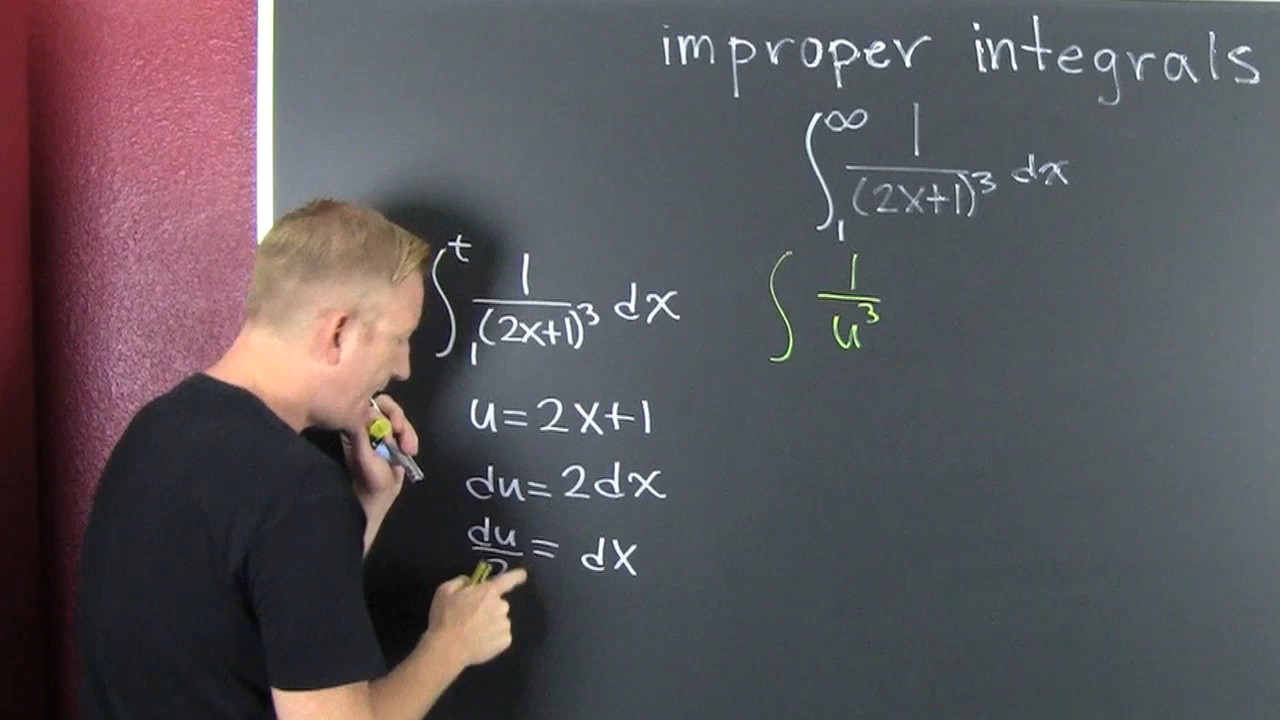 improper integrals
∫₁^∞ 1/(2x+1)³ dx
∫₁^t 1/(2x+1)³ dx
∫ 1/u³
u=2x+1
du=2dx
du/2 = dx